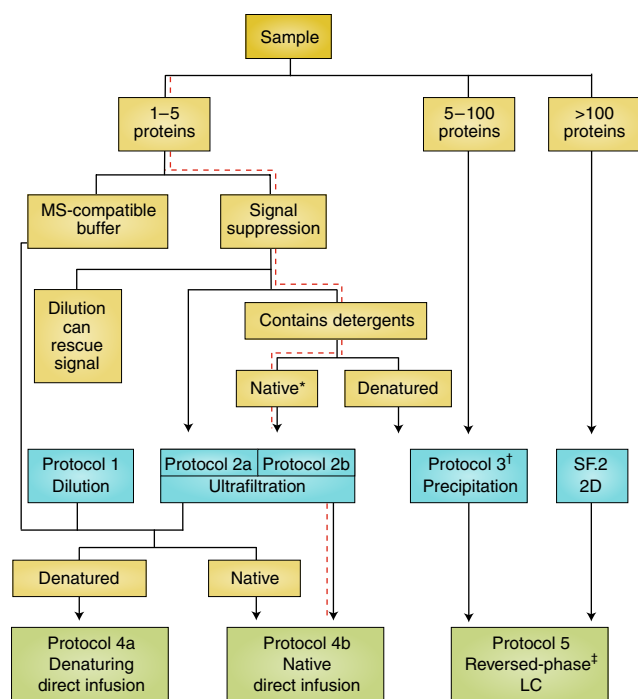 Sample
1–5
proteins
5–100
proteins
>100
proteins
MS-compatible
buffer
Signal
suppression
Dilution
can
rescue
signal
Contains detergents
Native*
Denatured
Protocol 1
Dilution
Protocol 2a
Protocol 2b
Ultrafiltration
Protocol 3†
Precipitation
SF.2
2D
Denatured
Native
Protocol 4a
Denaturing
direct infusion
Protocol 4b
Native
direct infusion
Protocol 5
Reversed-phase‡
LC